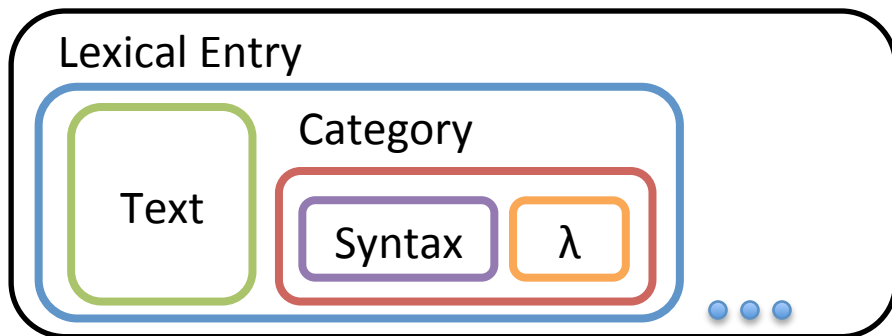 Lexical Entry
Category
Text
Syntax
λ